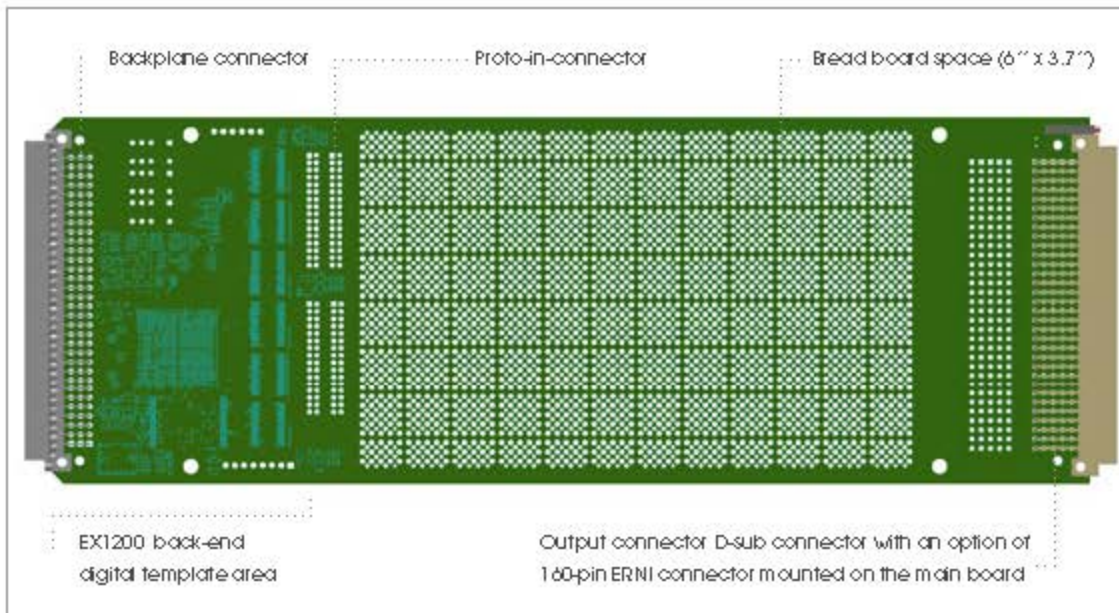 Backplane connector
Proto-in-connector
Bread board space (6´´ x 3.7´´)
EX1200 back-end
digital template area
Output connector D-sub connector with an option of
160-pin ERNI connector mounted on the main board